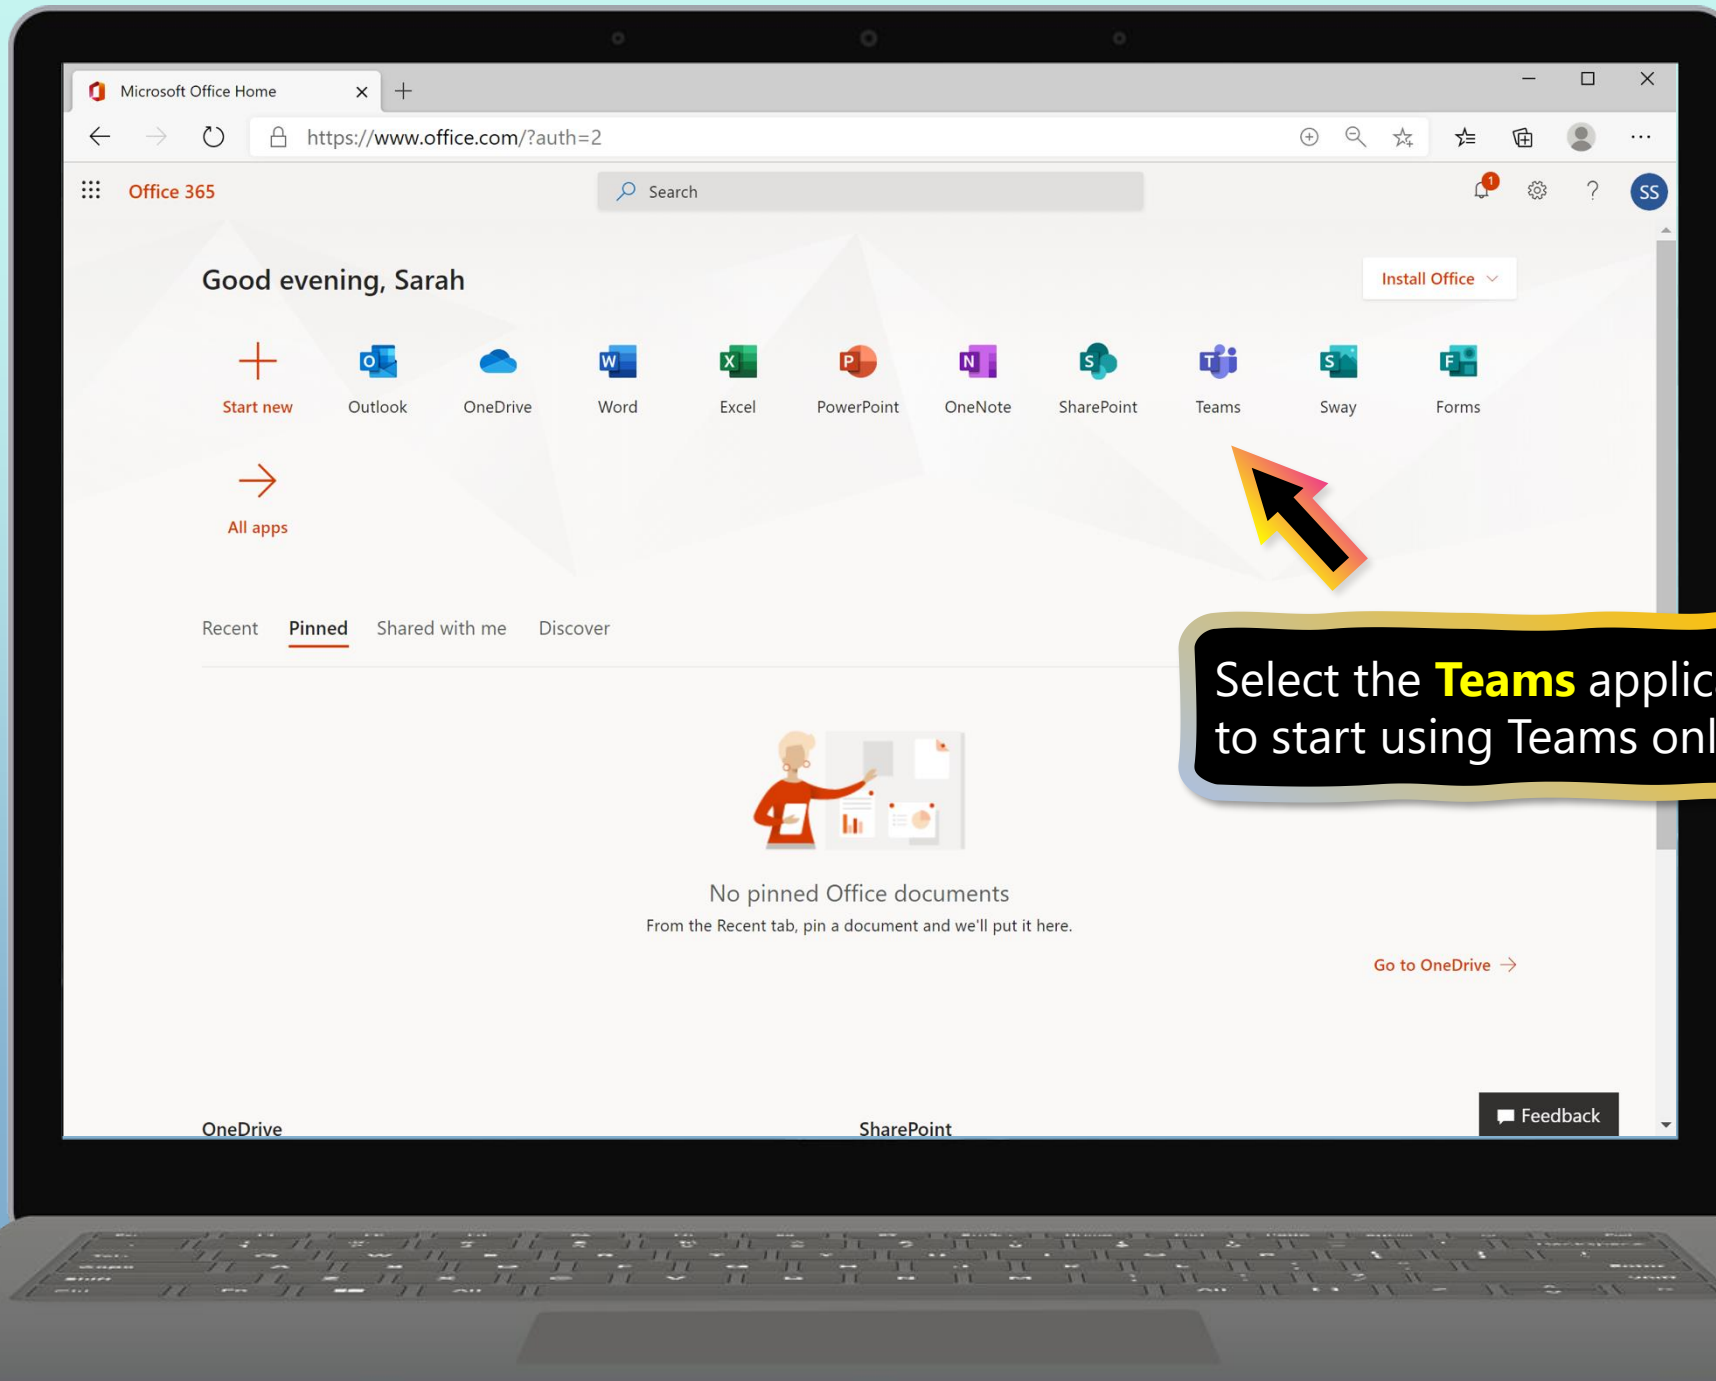 Microsoft Office Home
https://www.office.com/?auth=2
Office 365
Search
1
SS
Good evening, Sarah
Install Office
Start new
Outlook
OneDrive
Word
Excel
PowerPoint
OneNote
SharePoint
Teams
Sway
Forms
All apps
Recent Pinned Shared with me Discover
Select the Teams
to start using Teams
No pinned Office documents
From the Recent tab, pin a document and we'll put it here.
Go to OneDrive
Feedback
OneDrive
SharePoint